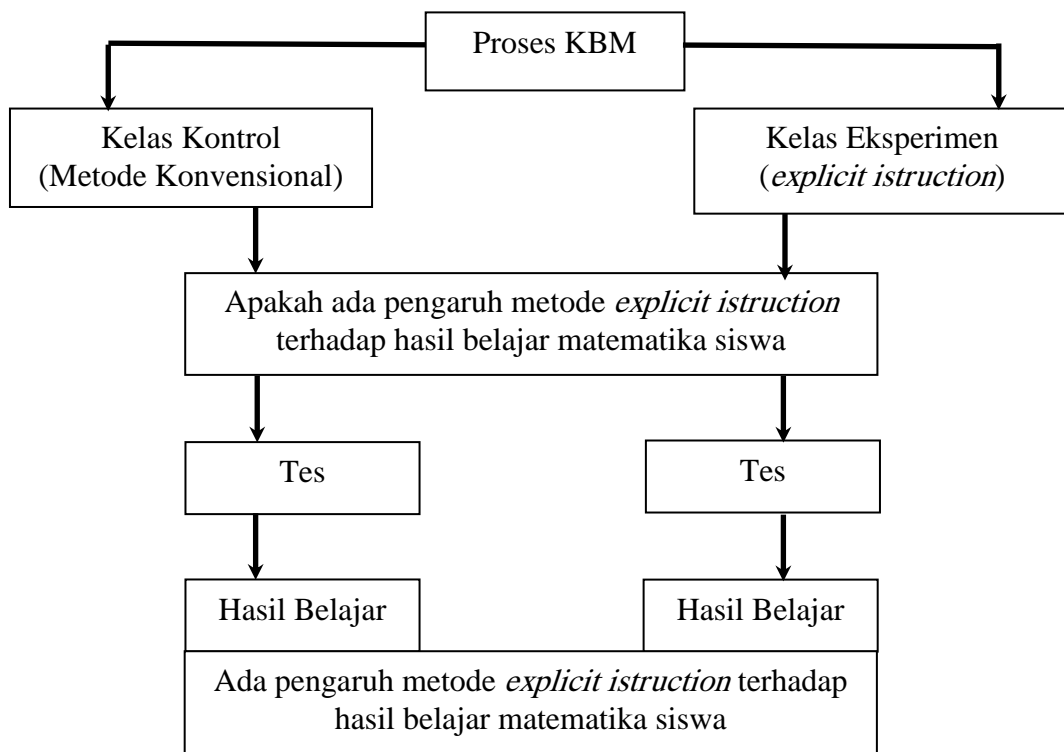 Proses KBM
Kelas Kontrol
(Metode Konvensional)
Kelas Eksperimen
(explicit istruction)
Apakah ada pengaruh metode explicit istruction
terhadap hasil belajar matematika siswa
Tes
Tes
Hasil Belajar
Hasil Belajar
Ada pengaruh metode explicit istruction terhadap
hasil belajar matematika siswa